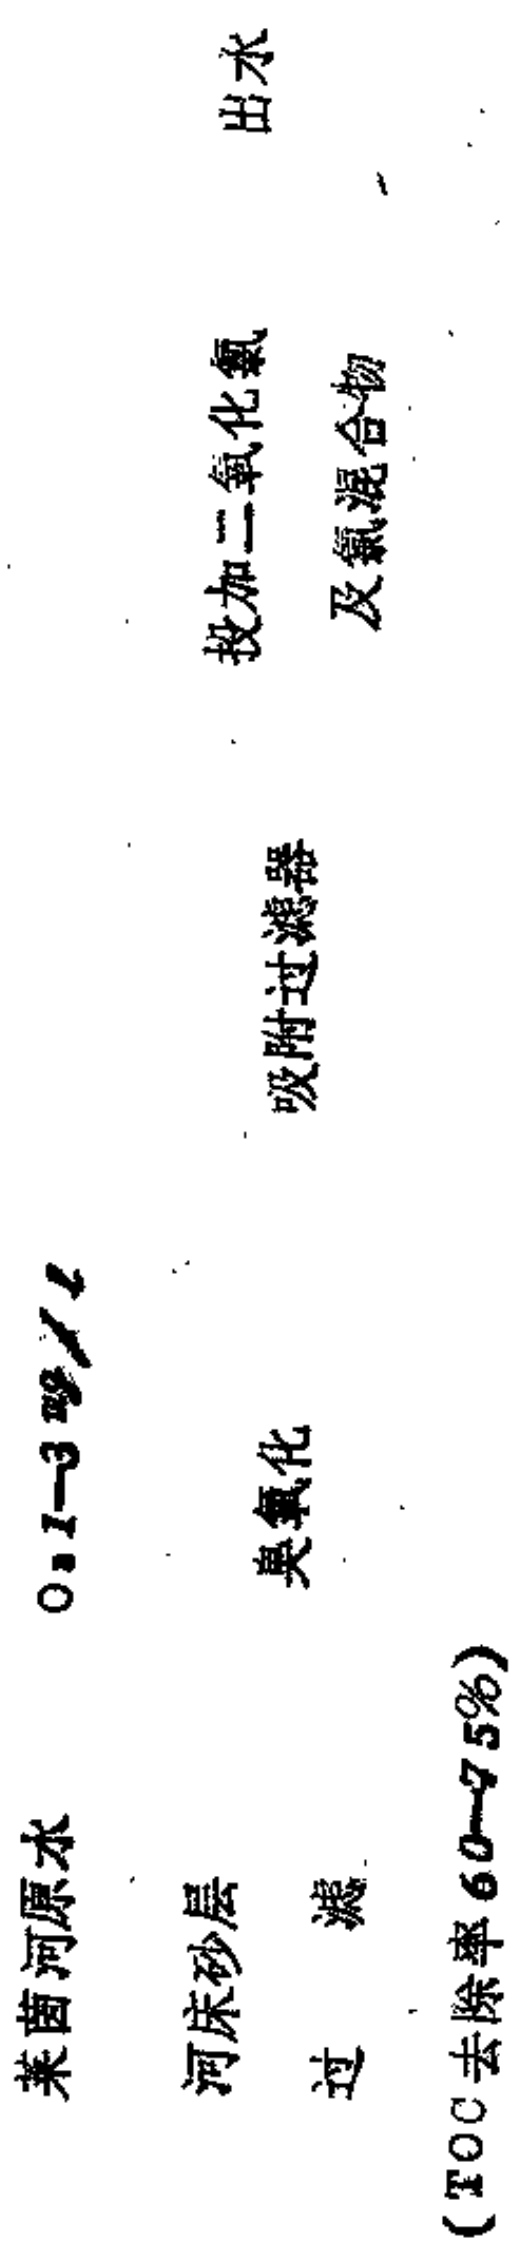 莱茵河原水
O₃1—3mg/l
河床砂层
过滤
(TOC去除率60—75%)
臭氧化
吸附过滤器
投加二氧化氯
及氯混合物
出水